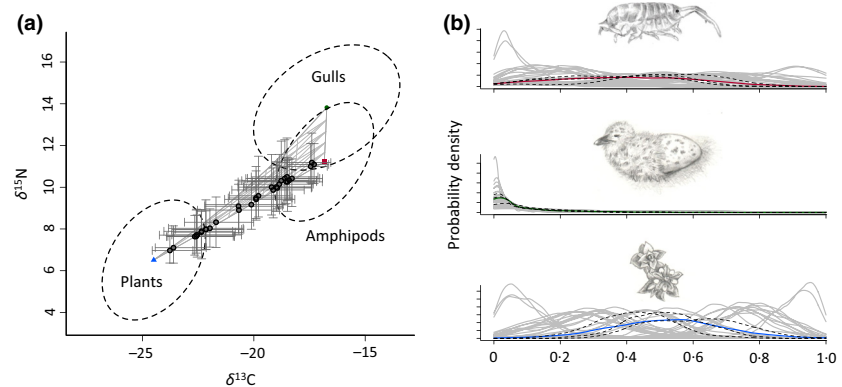 (a)
16
14
12
10
8
6
4
δ15N
Gulls
Amphipods
Plants
–25
–20
–15
δ13C
(b)
Probability density
0
0·2
0·4
0·6
0·8
1·0